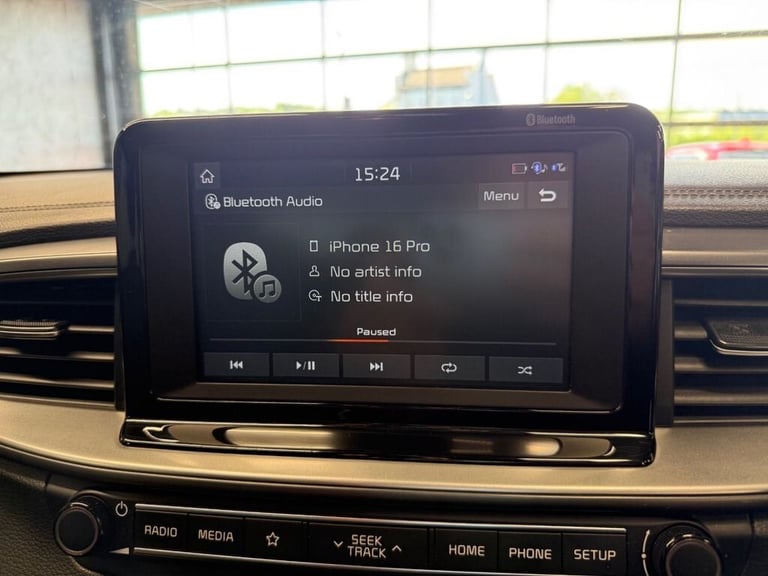 Bluetooth
15:24
Bluetooth Audio
Menu
iPhone 16 Pro
No artist info
No title info
Paused
RADIO
MEDIA
SEEK
TRACK
HOME
PHONE
SETUP